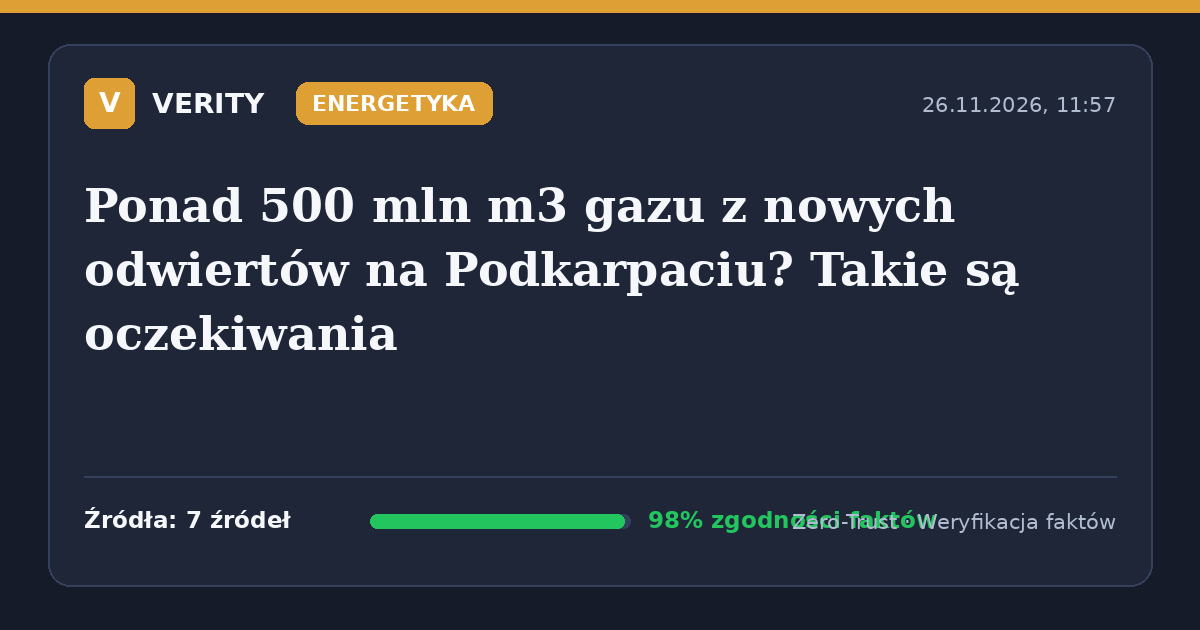 V VERITY ENERGETYKA 26.11.2026, 11:57
Ponad 500 mln m3 gazu z nowych
odwiertów na Podkarpaciu? Takie są
oczekiwania
Źródła: 7 źródeł 98% zgodności faktów Zero-Trust · Weryfikacja faktów